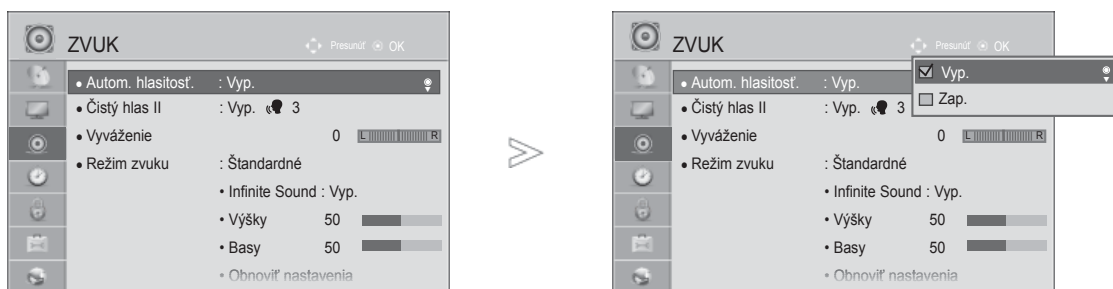 ZVUK
Presunúť OK
• Autom. hlasitosť. : Vyp.
• Čistý hlas II : Vyp. 3
• Vyváženie 0 L R
• Režim zvuku : Štandardné
• Infinite Sound : Vyp.
• Výšky 50
• Basy 50
• Obnoviť nastavenia
>
ZVUK
Presunúť OK
• Autom. hlasitosť. : Vyp.
• Čistý hlas II : Vyp. 3
• Vyváženie 0 L R
• Režim zvuku : Štandardné
• Infinite Sound : Vyp.
• Výšky 50
• Basy 50
• Obnoviť nastavenia
Vyp.
Zap.